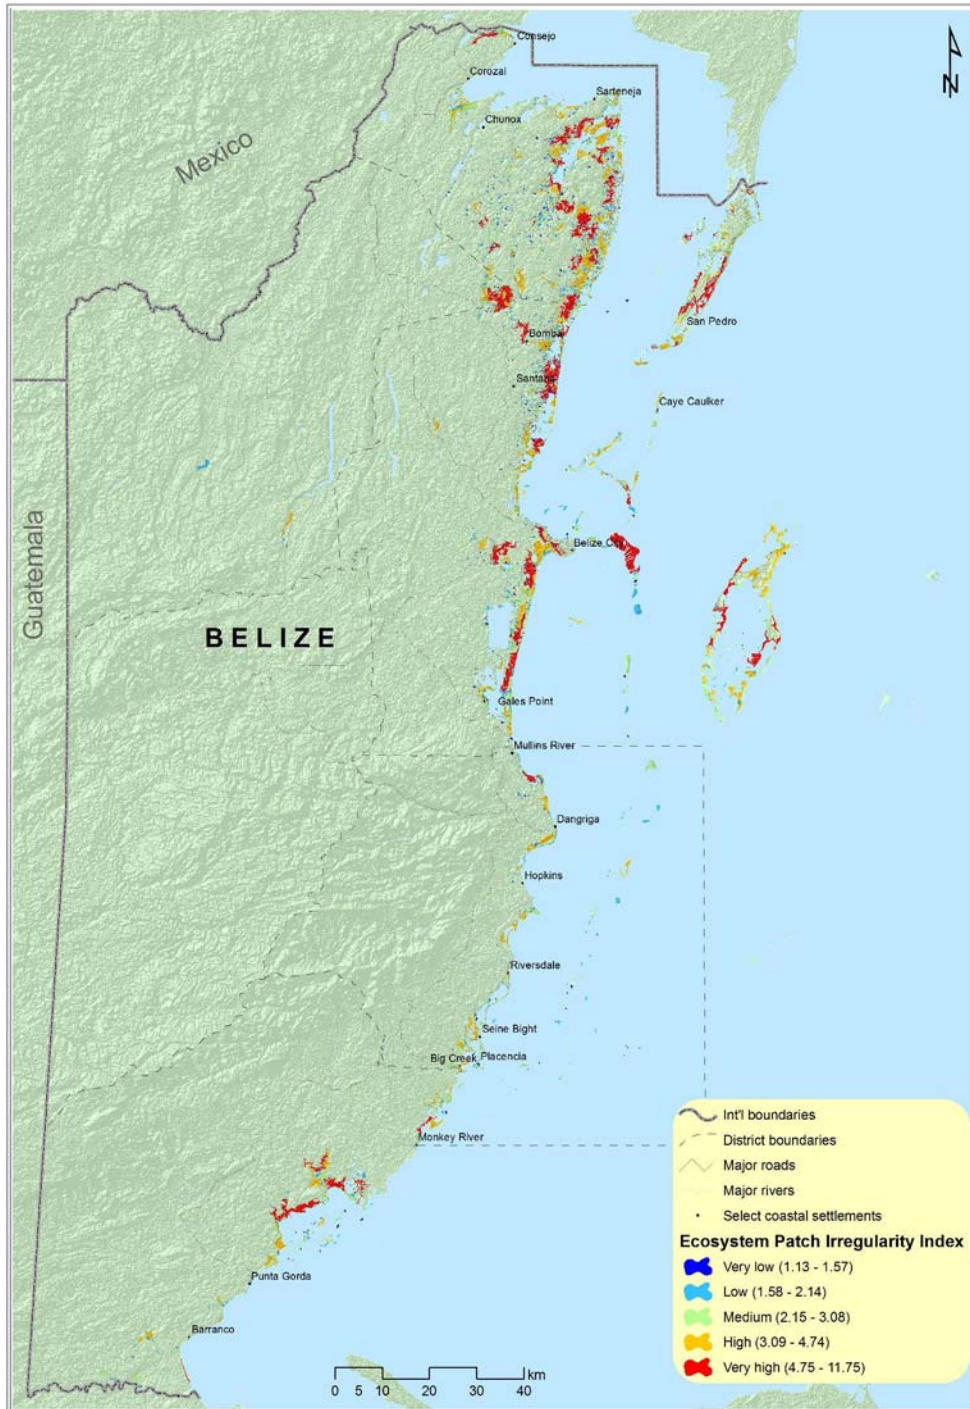 Consejo
Corozal
Sarteneja
Chunox
Mexico
San Pedro
Bomba
Santana
Caye Caulker
Guatemala
Belize City
BELIZE
Gales Point
Mullins River
Dangriga
Hopkins
Riversdale
Seine Bight
Big Creek
Placencia
Monkey River
Punta Gorda
Barranco
N
Int'l boundaries
District boundaries
Major roads
Major rivers
Select coastal settlements
Ecosystem Patch Irregularity Index
Very low (1.13 - 1.57)
Low (1.58 - 2.14)
Medium (2.15 - 3.08)
High (3.09 - 4.74)
Very high (4.75 - 11.75)
km
0 5 10 20 30 40